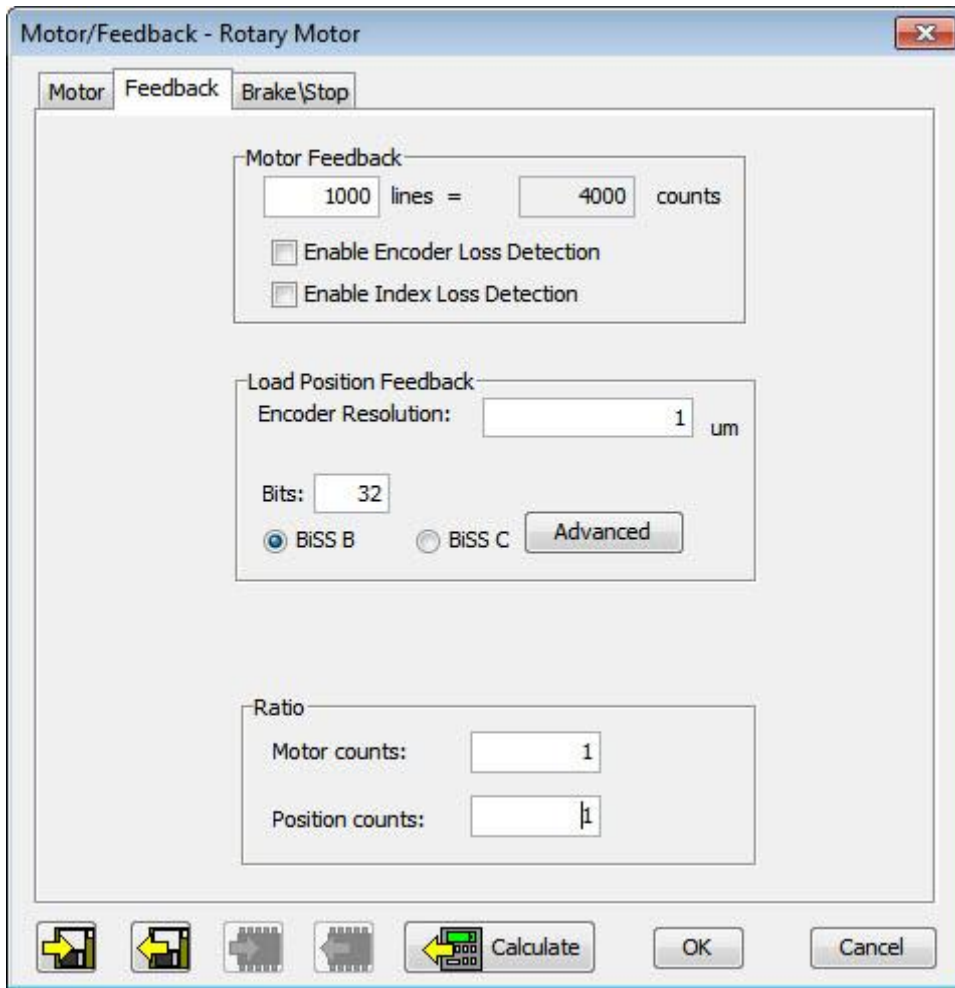 Motor/Feedback - Rotary Motor
Motor Feedback Brake\Stop
Motor Feedback
1000 lines = 4000 counts
Enable Encoder Loss Detection
Enable Index Loss Detection
Load Position Feedback
Encoder Resolution: 1 um
Bits: 32
BiSS B BiSS C Advanced
Ratio
Motor counts: 1
Position counts: 1
Calculate OK Cancel